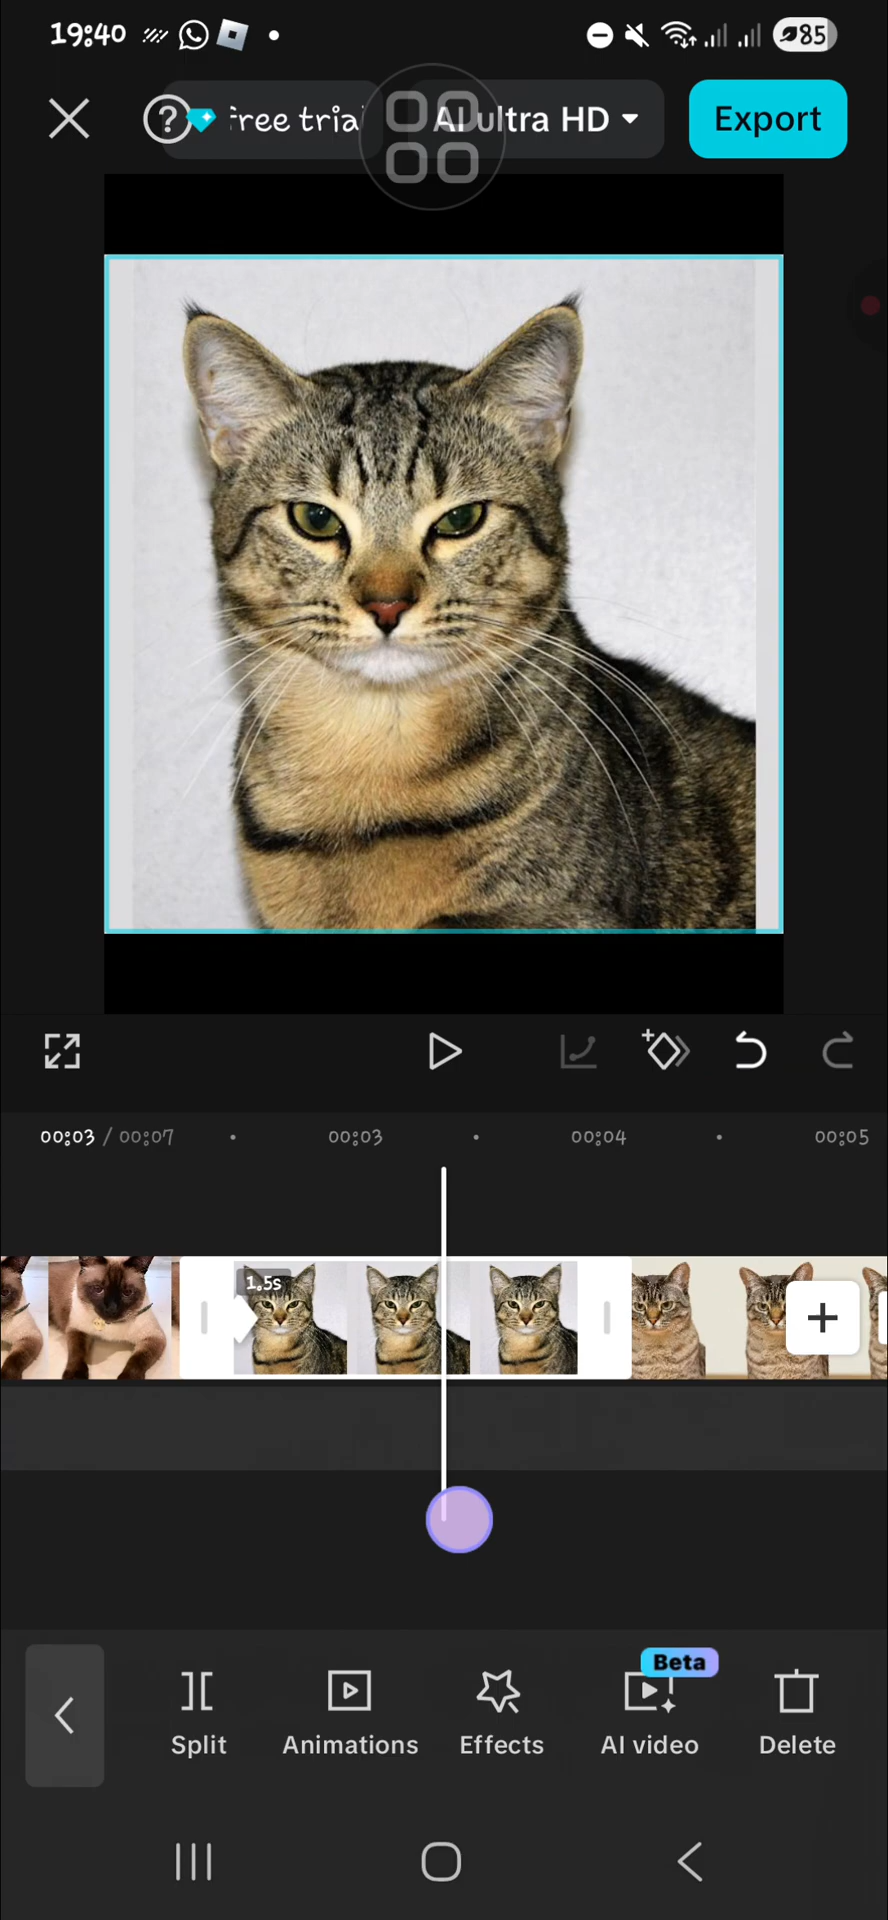 19:40
85
free tria
AI ultra HD
Export
00:03 / 00:07
00:03
00:04
00:05
1.5s
Beta
Split
Animations
Effects
AI video
Delete